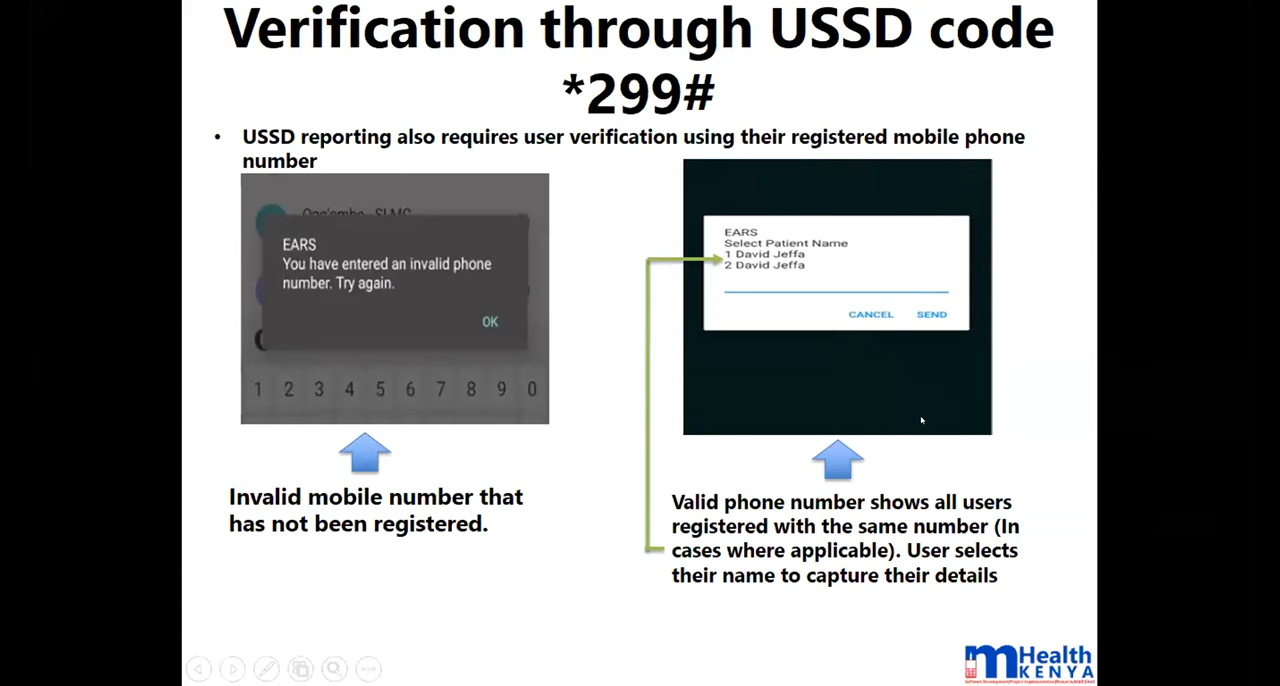 Verification through USSD code
*299#
• USSD reporting also requires user verification using their registered mobile phone
number
EARS
You have entered an invalid phone
number. Try again.
OK
1 2 3 4 5 6 7 8 9 0
Invalid mobile number that
has not been registered.
EARS
Select Patient Name
1 David Jeffa
2 David Jeffa
CANCEL SEND
Valid phone number shows all users
registered with the same number (In
cases where applicable). User selects
their name to capture their details
mHealth
KENYA